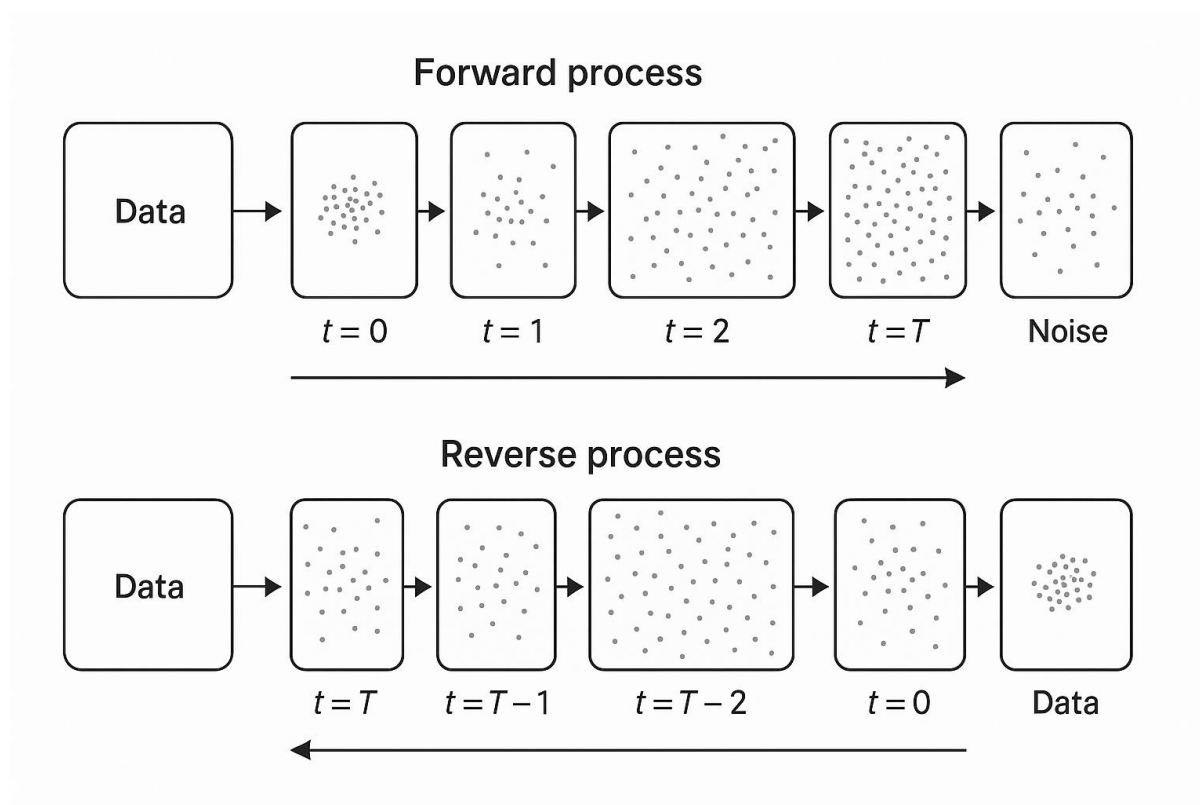 Forward process
Data
t = 0
t = 1
t = 2
t = T
Noise
Reverse process
Data
t = T
t = T – 1
t = T – 2
t = 0
Data